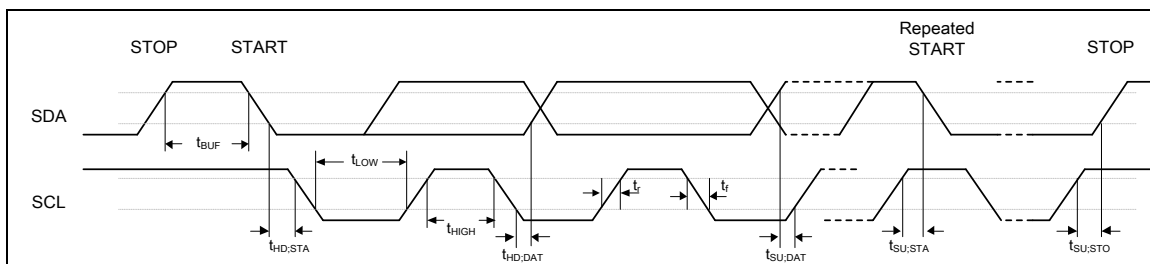 STOP
START
Repeated
START
STOP
SDA
tBUF
tLOW
SCL
tr
tf
tHIGH
tHD;STA
tHD;DAT
tSU;DAT
tSU;STA
tSU;STO